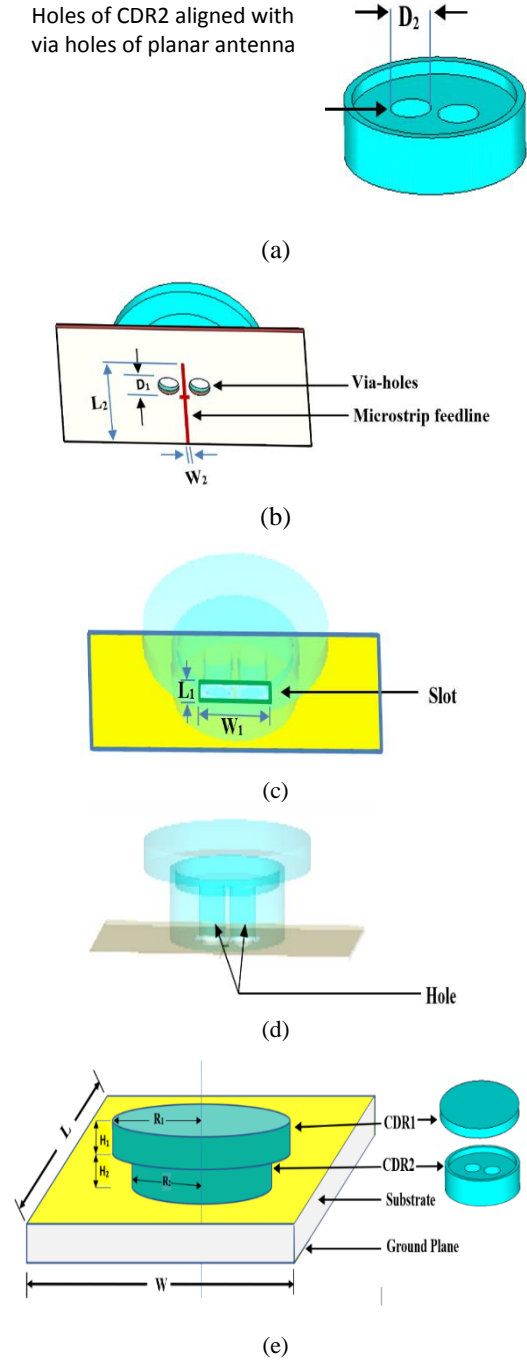 Holes of CDR2 aligned with
via holes of planar antenna
D2
(a)
D1
L2
W2
Via-holes
Microstrip feedline
(b)
L1
W1
Slot
(c)
Hole
(d)
L
R1
H1
H2
R2
W
CDR1
CDR2
Substrate
Ground Plane
(e)